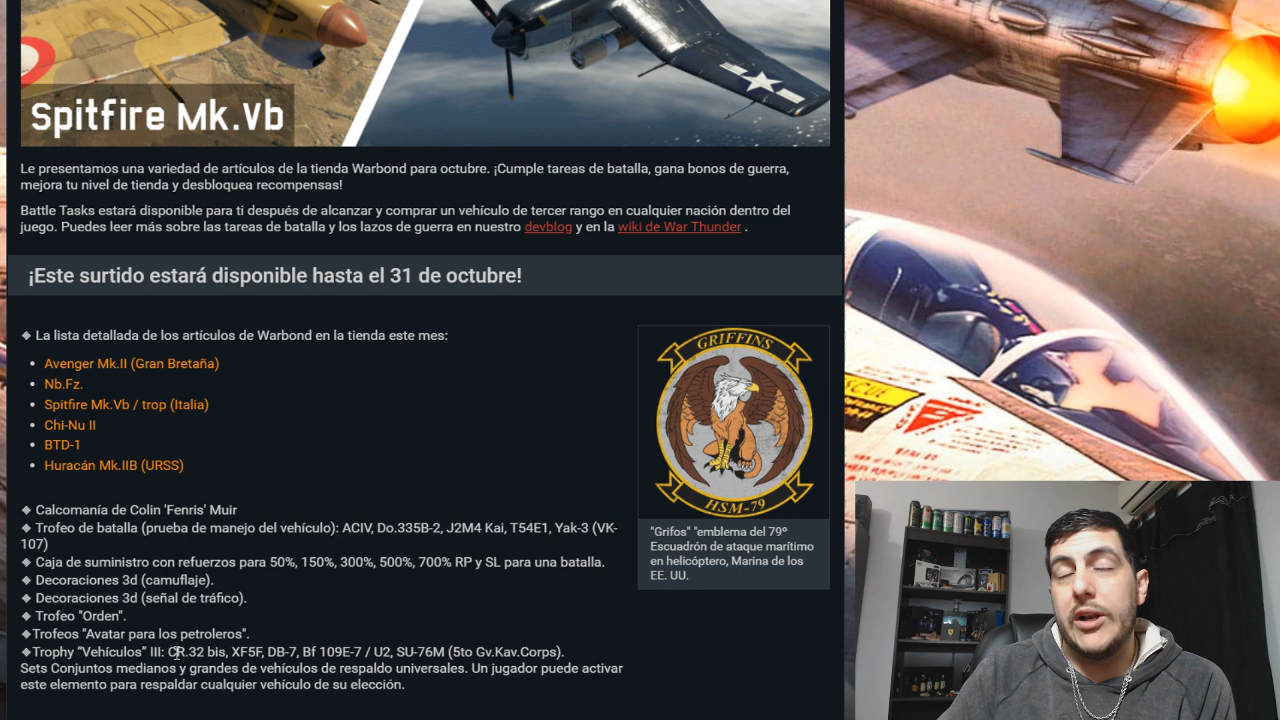 Spitfire Mk.Vb
Le presentamos una variedad de artículos de la tienda Warbond para octubre. ¡Cumple tareas de batalla, gana bonos de guerra,
mejora tu nivel de tienda y desbloquea recompensas!
Battle Tasks estará disponible para ti después de alcanzar y comprar un vehículo de tercer rango en cualquier nación dentro del
juego. Puedes leer más sobre las tareas de batalla y los lazos de guerra en nuestro devblog y en la wiki de War Thunder .
¡Este surtido estará disponible hasta el 31 de octubre!
La lista detallada de los artículos de Warbond en la tienda este mes:
Avenger Mk.II (Gran Bretaña)
Nb.Fz.
Spitfire Mk.Vb / trop (Italia)
Chi-Nu II
BTD-1
Huracán Mk.IIB (URSS)
Calcomanía de Colin 'Fenris' Muir
Trofeo de batalla (prueba de manejo del vehículo): ACIV, Do.335B-2, J2M4 Kai, T54E1, Yak-3 (VK-
107)
Caja de suministro con refuerzos para 50%, 150%, 300%, 500%, 700% RP y SL para una batalla.
Decoraciones 3d (camuflaje).
Decoraciones 3d (señal de tráfico).
Trofeo "Orden".
Trofeos "Avatar para los petroleros".
Trophy “Vehículos” III: CR.32 bis, XF5F, DB-7, Bf 109E-7 / U2, SU-76M (5to Gv.Kav.Corps).
Sets Conjuntos medianos y grandes de vehículos de respaldo universales. Un jugador puede activar
este elemento para respaldar cualquier vehículo de su elección.
GRIFFINS
HSM-79
"Grifos" "emblema del 79º
Escuadrón de ataque marítimo
en helicóptero, Marina de los
EE. UU.